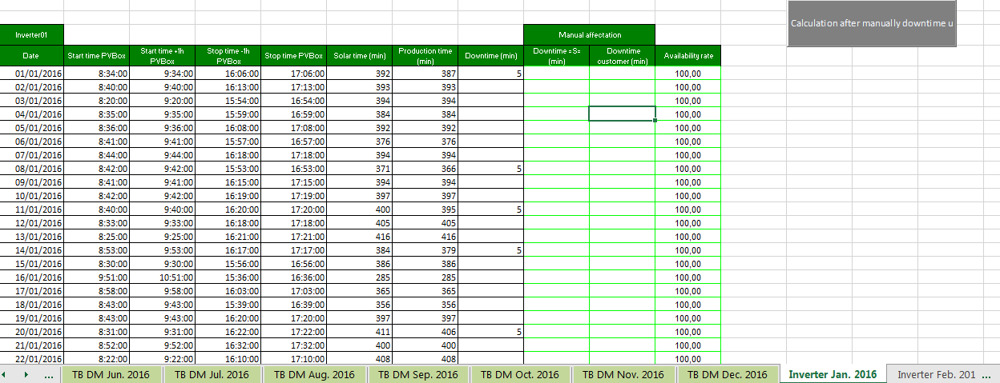 Calculation after manually downtime u
Inverter01 Manual affectation
Date Start time PVBox Start time +1h PVBox Stop time -1h PVBox Stop time PVBox Solar time (min) Production time (min) Downtime (min) Downtime =S= (min) Downtime customer (min) Availability rate
01/01/2016 8:34:00 9:34:00 16:06:00 17:06:00 392 387 5 100,00
02/01/2016 8:40:00 9:40:00 16:13:00 17:13:00 393 393 100,00
03/01/2016 8:20:00 9:20:00 15:54:00 16:54:00 394 394 100,00
04/01/2016 8:35:00 9:35:00 15:59:00 16:59:00 384 384 100,00
05/01/2016 8:36:00 9:36:00 16:08:00 17:08:00 392 392 100,00
06/01/2016 8:41:00 9:41:00 15:57:00 16:57:00 376 376 100,00
07/01/2016 8:44:00 9:44:00 16:18:00 17:18:00 394 394 100,00
08/01/2016 8:42:00 9:42:00 15:53:00 16:53:00 371 366 5 100,00
09/01/2016 8:41:00 9:41:00 16:15:00 17:15:00 394 394 100,00
10/01/2016 8:42:00 9:42:00 16:19:00 17:19:00 397 397 100,00
11/01/2016 8:40:00 9:40:00 16:20:00 17:20:00 400 395 5 100,00
12/01/2016 8:33:00 9:33:00 16:18:00 17:18:00 405 405 100,00
13/01/2016 8:25:00 9:25:00 16:21:00 17:21:00 416 416 100,00
14/01/2016 8:53:00 9:53:00 16:17:00 17:17:00 384 379 5 100,00
15/01/2016 8:30:00 9:30:00 15:56:00 16:56:00 386 386 100,00
16/01/2016 9:51:00 10:51:00 15:36:00 16:36:00 285 285 100,00
17/01/2016 8:58:00 9:58:00 16:03:00 17:03:00 365 365 100,00
18/01/2016 8:43:00 9:43:00 15:39:00 16:39:00 356 356 100,00
19/01/2016 8:43:00 9:43:00 16:20:00 17:20:00 397 397 100,00
20/01/2016 8:31:00 9:31:00 16:22:00 17:22:00 411 406 5 100,00
21/01/2016 8:52:00 9:52:00 16:32:00 17:32:00 400 400 100,00
22/01/2016 8:22:00 9:22:00 16:10:00 17:10:00 408 408 100,00
... TB DM Jun. 2016 TB DM Jul. 2016 TB DM Aug. 2016 TB DM Sep. 2016 TB DM Oct. 2016 TB DM Nov. 2016 TB DM Dec. 2016 Inverter Jan. 2016 Inverter Feb. 201 ...